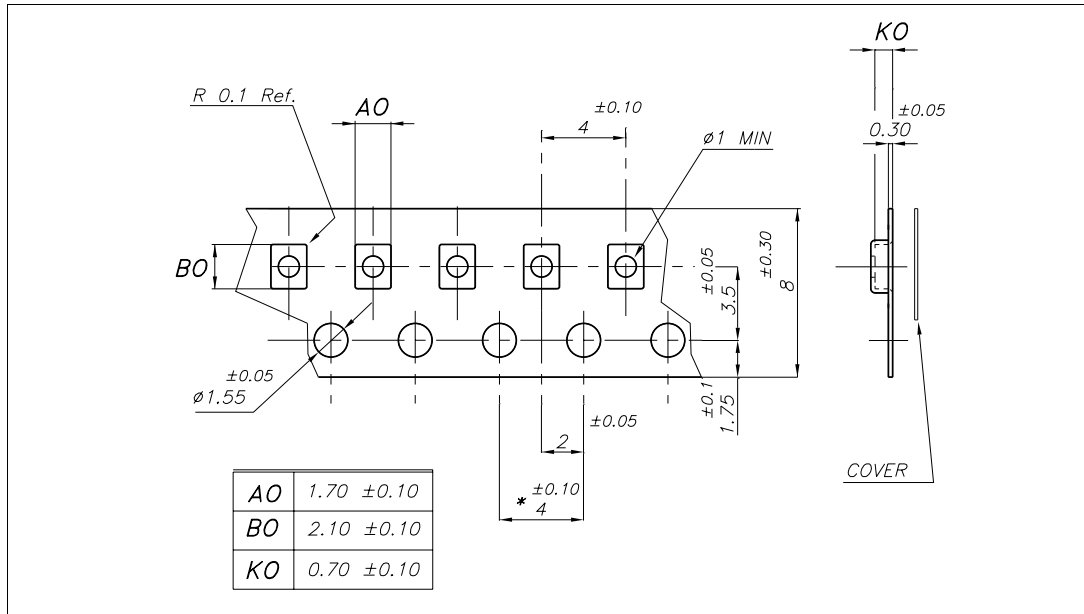 KO
R 0.1 Ref.
AO
±0.10
4
ø1 MIN
±0.05
0.30
BO
±0.05
3.5
±0.30
8
±0.05
ø1.55
±0.1
1.75
±0.05
2
* ±0.10
4
COVER
AO 1.70 ±0.10
BO 2.10 ±0.10
KO 0.70 ±0.10